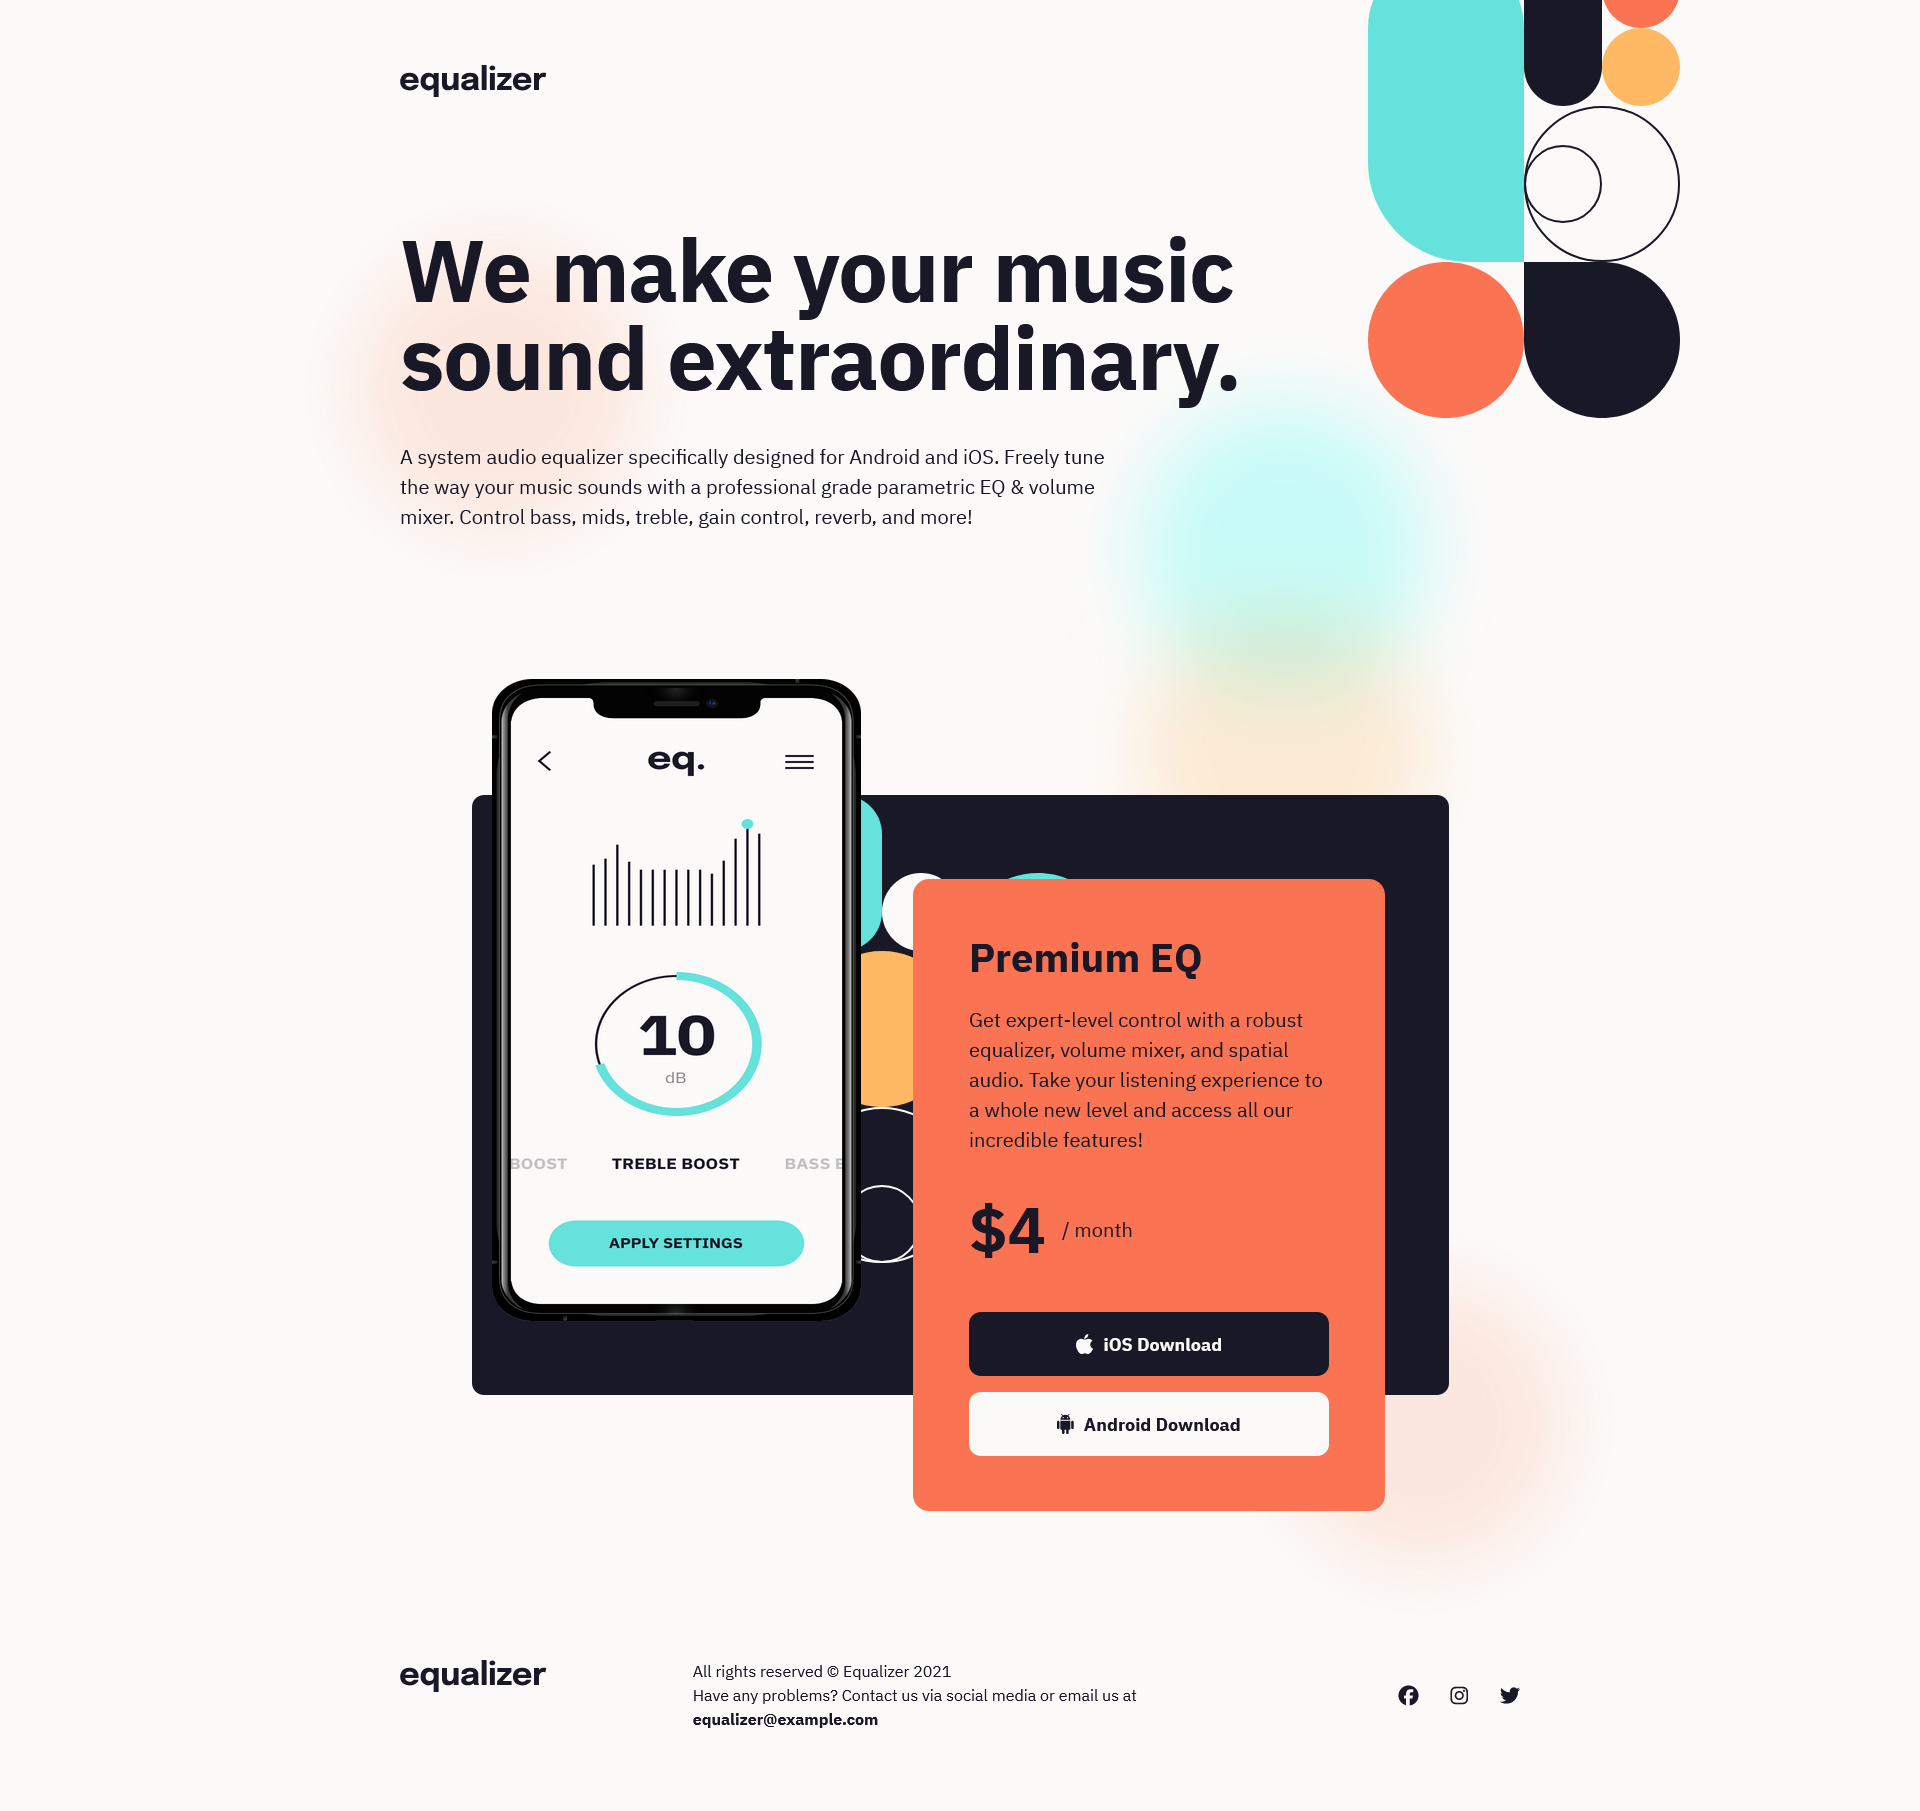 equalizer
We make your music
sound extraordinary.
A system audio equalizer specifically designed for Android and iOS. Freely tune
the way your music sounds with a professional grade parametric EQ & volume
mixer. Control bass, mids, treble, gain control, reverb, and more!
eq.
10
dB
BOOST TREBLE BOOST BASS B
APPLY SETTINGS
Premium EQ
Get expert-level control with a robust
equalizer, volume mixer, and spatial
audio. Take your listening experience to
a whole new level and access all our
incredible features!
$4 / month
iOS Download
Android Download
equalizer
All rights reserved © Equalizer 2021
Have any problems? Contact us via social media or email us at
equalizer@example.com